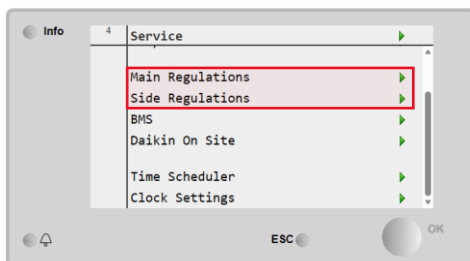 Info
4 Service
Main Regulations
Side Regulations
BMS
Daikin On Site
Time Scheduler
Clock Settings
ESC
OK